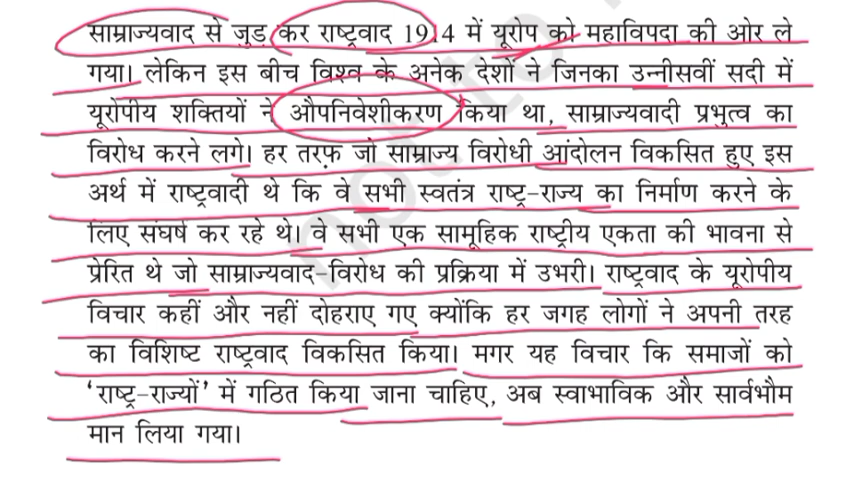 साम्राज्यवाद से जुड़ कर राष्ट्रवाद 1914 में यूरोप को महाविपदा की ओर ले
गया। लेकिन इस बीच विश्व के अनेक देशों ने जिनका उन्नीसवीं सदी में
यूरोपीय शक्तियों ने औपनिवेशीकरण किया था, साम्राज्यवादी प्रभुत्व का
विरोध करने लगे। हर तरफ़ जो साम्राज्य विरोधी आंदोलन विकसित हुए इस
अर्थ में राष्ट्रवादी थे कि वे सभी स्वतंत्र राष्ट्र-राज्य का निर्माण करने के
लिए संघर्ष कर रहे थे। वे सभी एक सामूहिक राष्ट्रीय एकता की भावना से
प्रेरित थे जो साम्राज्यवाद-विरोध की प्रक्रिया में उभरी। राष्ट्रवाद के यूरोपीय
विचार कहीं और नहीं दोहराए गए क्योंकि हर जगह लोगों ने अपनी तरह
का विशिष्ट राष्ट्रवाद विकसित किया। मगर यह विचार कि समाजों को
‘राष्ट्र-राज्यों’ में गठित किया जाना चाहिए, अब स्वाभाविक और सार्वभौम
मान लिया गया।
not to